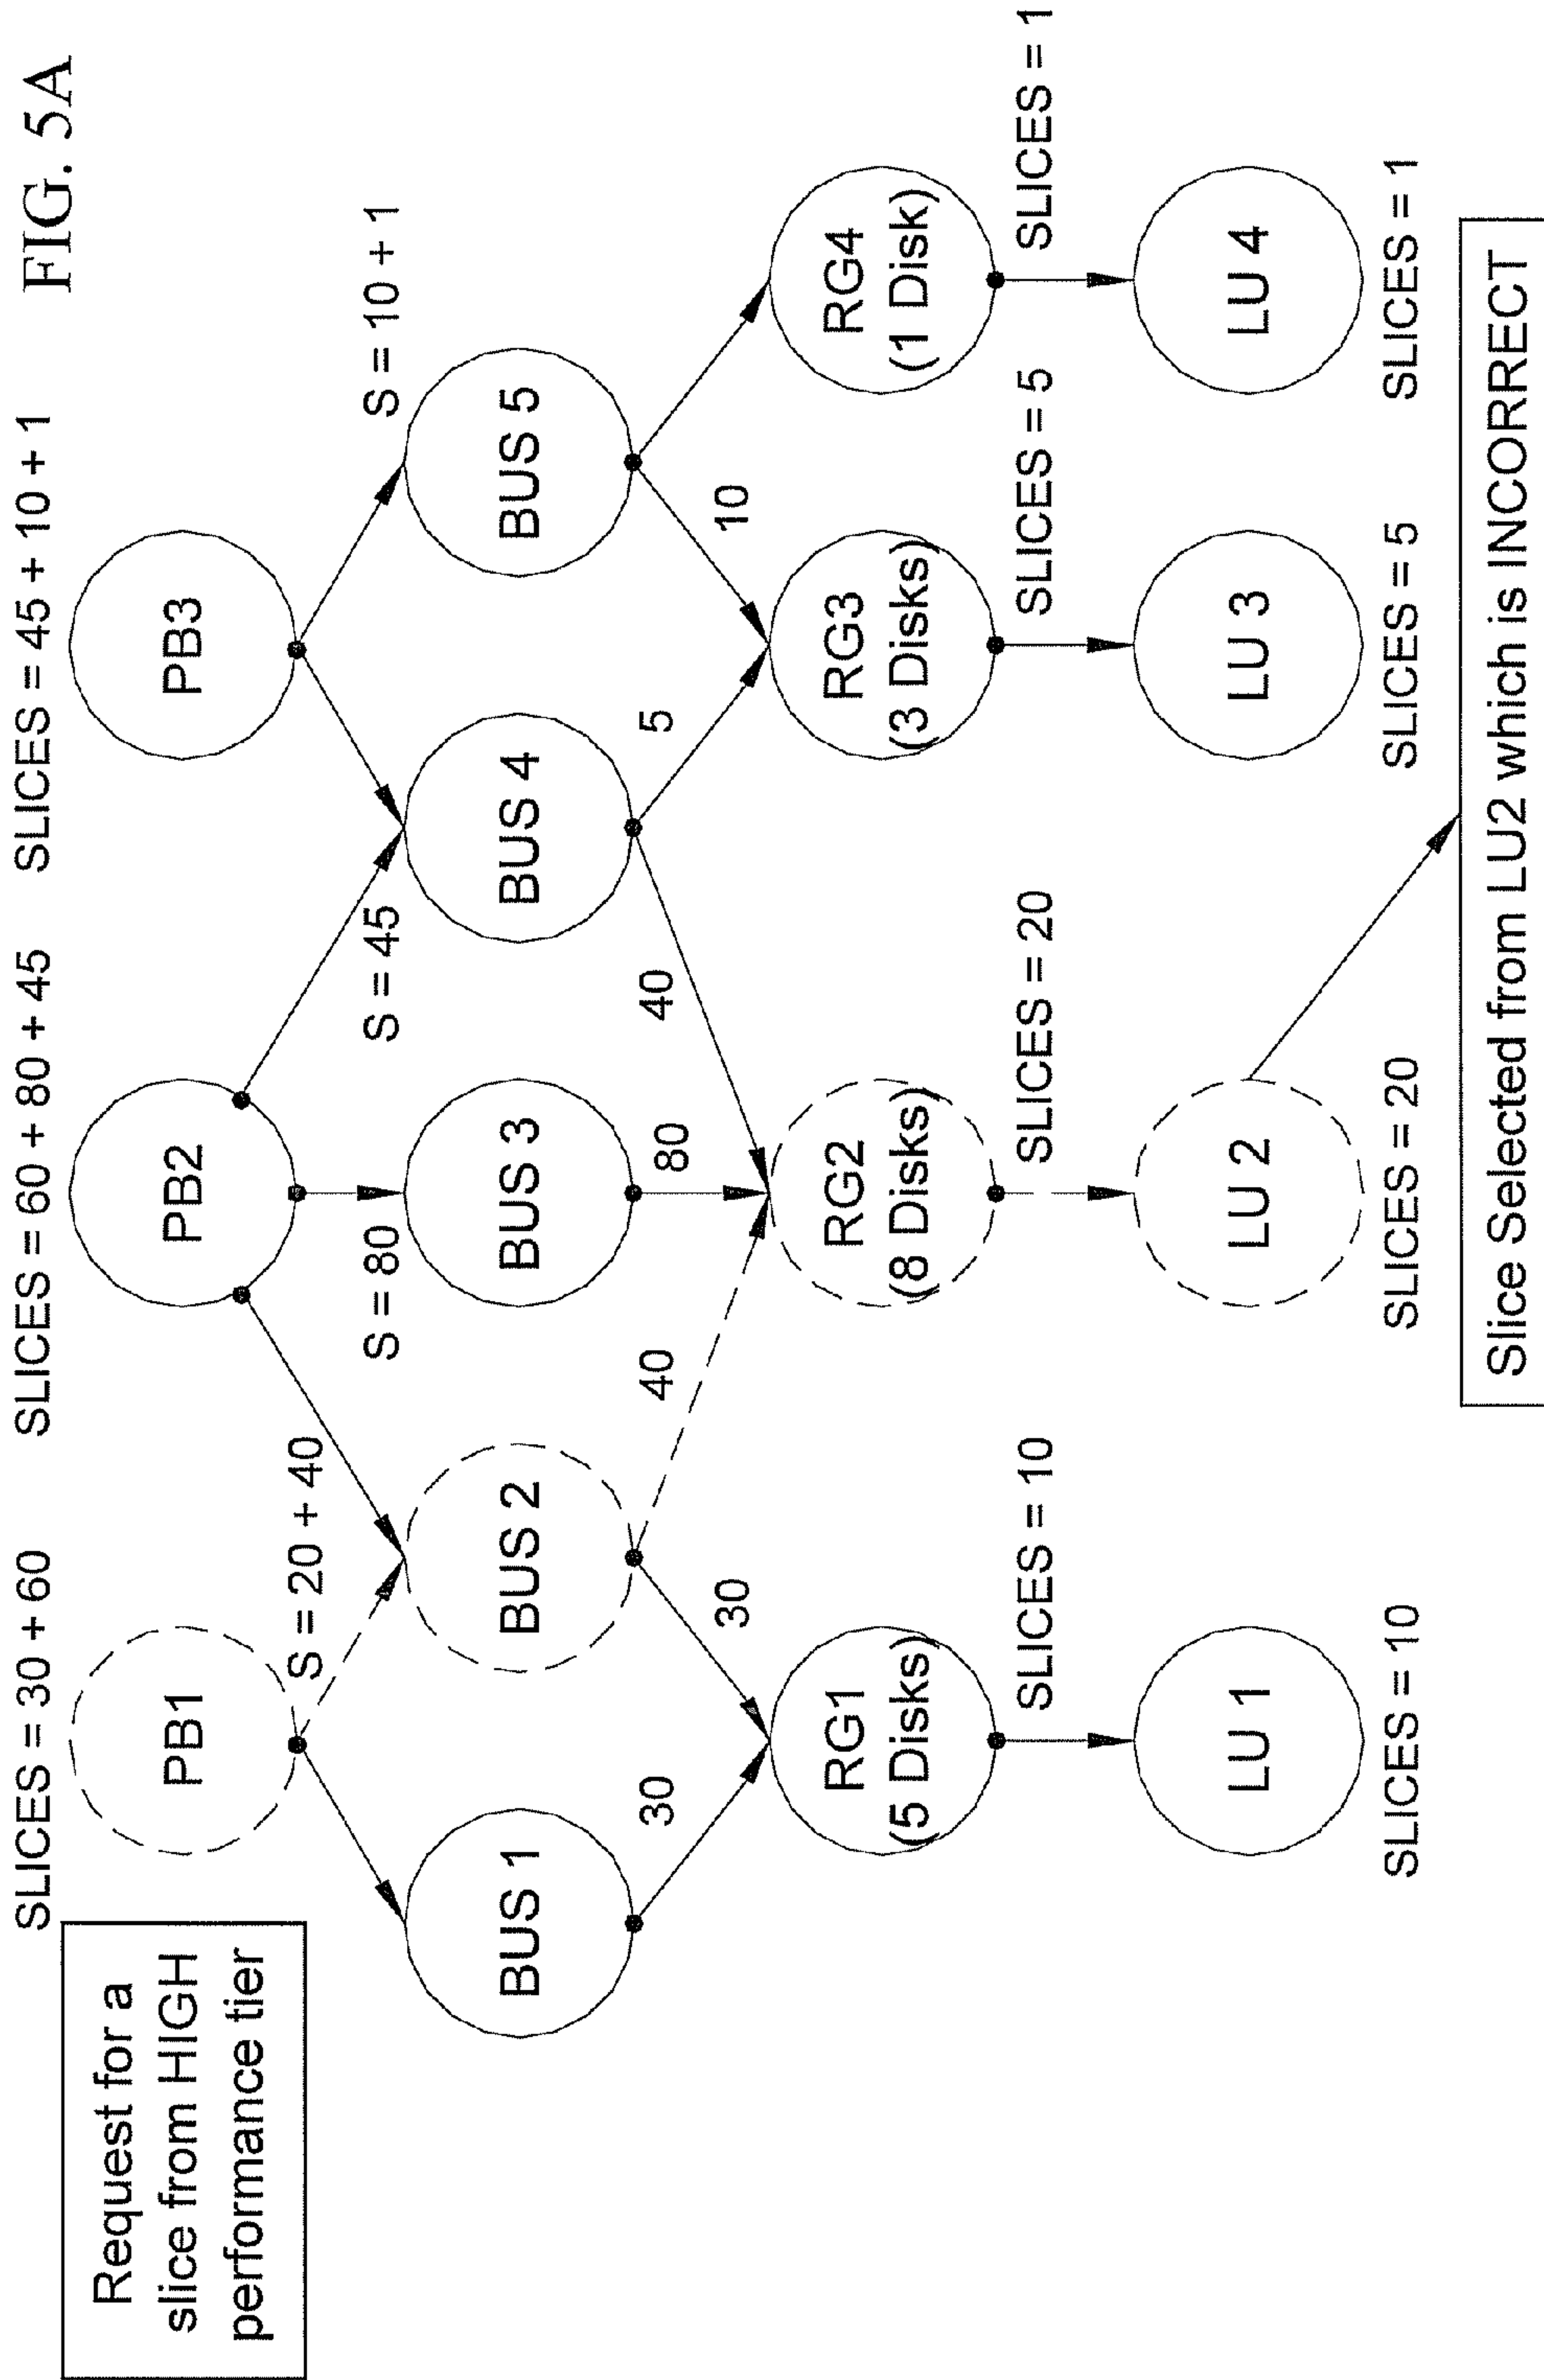 FIG. 5A
Request for a
slice from HIGH
performance tier
SLICES = 30 + 60
SLICES = 60 + 80 + 45
SLICES = 45 + 10 + 1
PB1
PB2
PB3
S = 20 + 40
S = 80
S = 45
S = 10 + 1
BUS 1
BUS 2
BUS 3
BUS 4
BUS 5
30
30
40
80
40
5
10
RG1
(5 Disks)
RG2
(8 Disks)
RG3
(3 Disks)
RG4
(1 Disk)
SLICES = 10
SLICES = 20
SLICES = 5
SLICES = 1
LU 1
LU 2
LU 3
LU 4
SLICES = 10
SLICES = 20
SLICES = 5
SLICES = 1
Slice Selected from LU2 which is INCORRECT